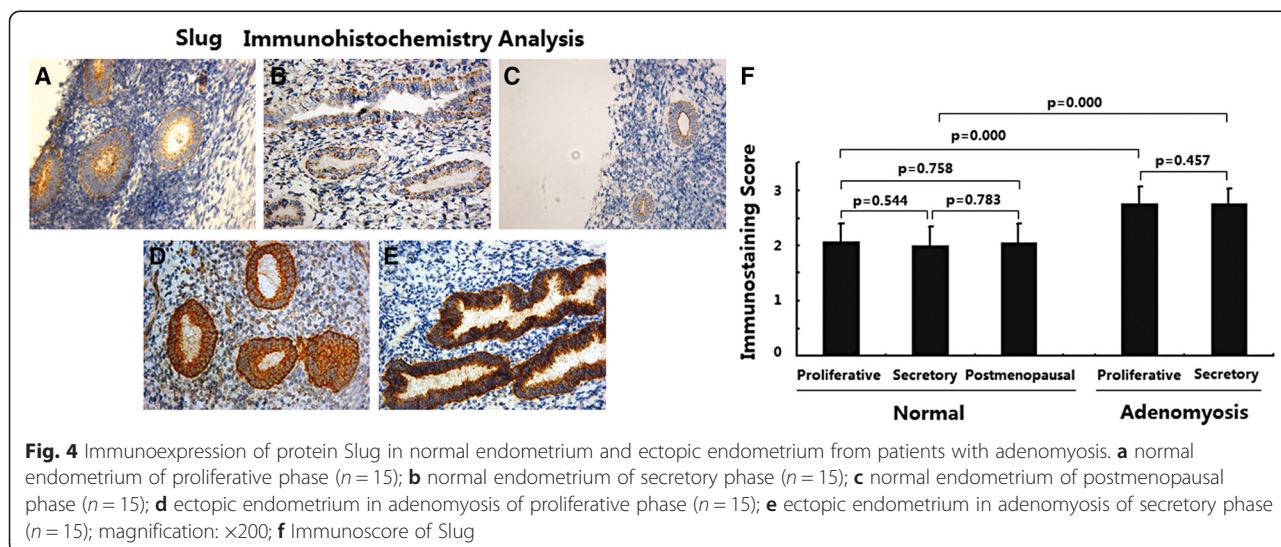 Slug Immunohistochemistry Analysis
A
B
C
D
E
F
p=0.000
p=0.000
p=0.758
p=0.457
p=0.544
p=0.783
Immunostaining Score
3
2
1
0
Proliferative Secretory Postmenopausal Proliferative Secretory
Normal Adenomyosis
Fig. 4 Immunoexpression of protein Slug in normal endometrium and ectopic endometrium from patients with adenomyosis. a normal
endometrium of proliferative phase (n = 15); b normal endometrium of secretory phase (n = 15); c normal endometrium of postmenopausal
phase (n = 15); d ectopic endometrium in adenomyosis of proliferative phase (n = 15); e ectopic endometrium in adenomyosis of secretory phase
(n = 15); magnification: ×200; f Immunoscore of Slug